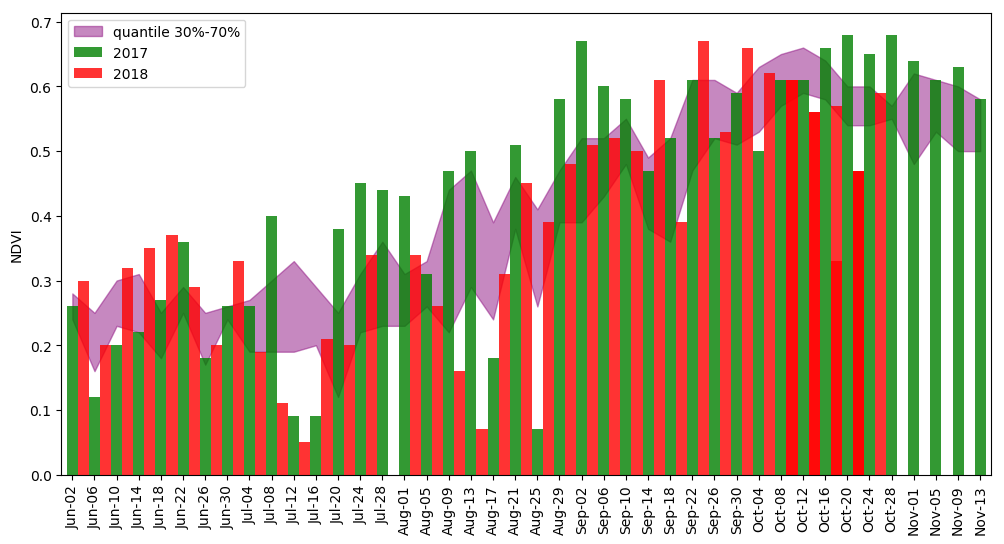 quantile 30%-70%
2017
2018
NDVI
0.7
0.6
0.5
0.4
0.3
0.2
0.1
0.0
Jun-02
Jun-06
Jun-10
Jun-14
Jun-18
Jun-22
Jun-26
Jun-30
Jul-04
Jul-08
Jul-12
Jul-16
Jul-20
Jul-24
Jul-28
Aug-01
Aug-05
Aug-09
Aug-13
Aug-17
Aug-21
Aug-25
Aug-29
Sep-02
Sep-06
Sep-10
Sep-14
Sep-18
Sep-22
Sep-26
Sep-30
Oct-04
Oct-08
Oct-12
Oct-16
Oct-20
Oct-24
Oct-28
Nov-01
Nov-05
Nov-09
Nov-13